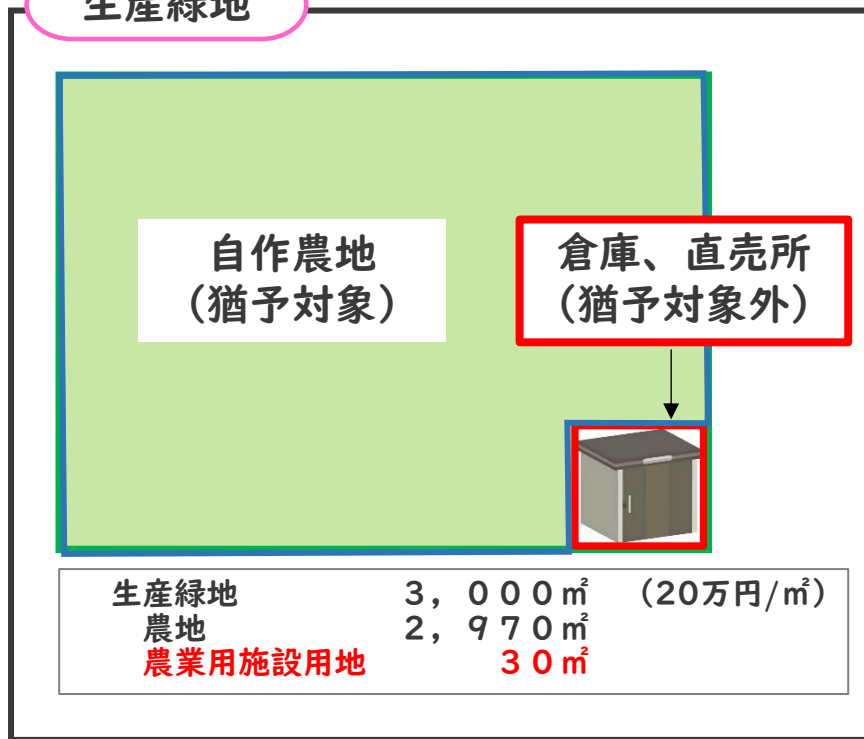 生産緑地
自作農地
(猶予対象)
倉庫、直売所
(猶予対象外)
生産緑地 3,000㎡ (20万円/㎡)
農地 2,970㎡
農業用施設用地 30㎡